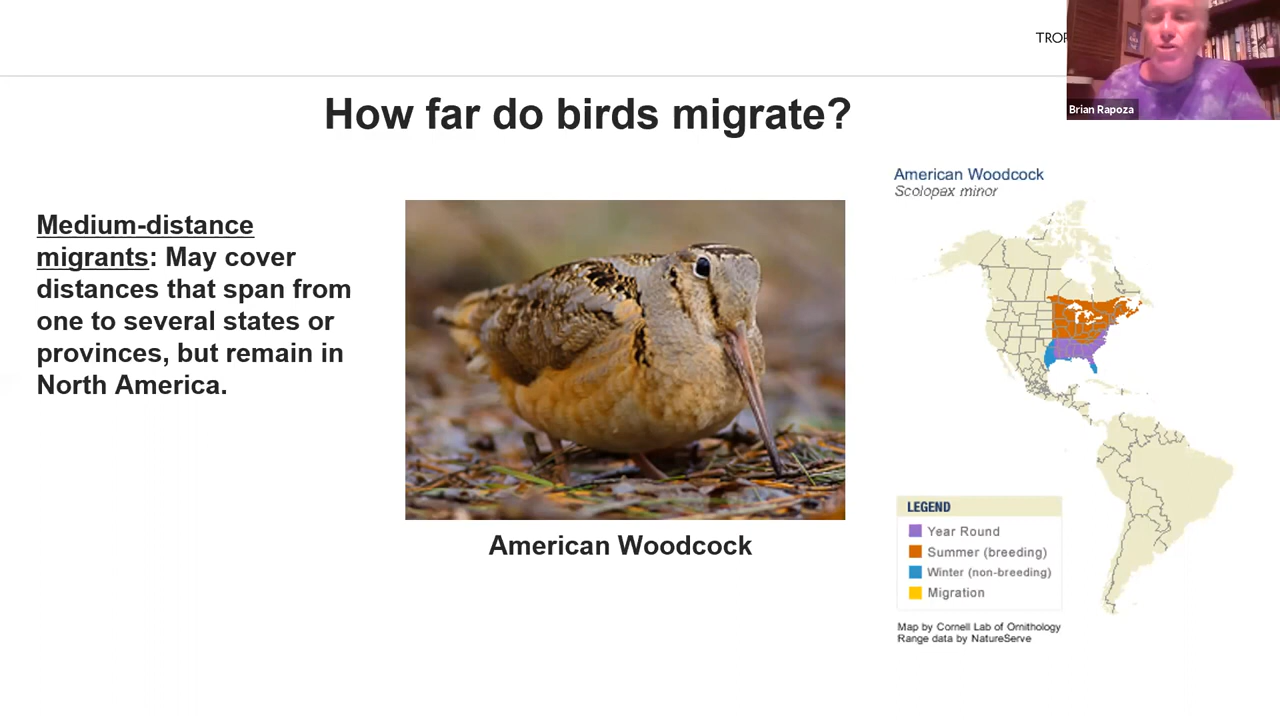 TROP
Brian Rapoza
How far do birds migrate?
Medium-distance
migrants: May cover
distances that span from
one to several states or
provinces, but remain in
North America.
American Woodcock
American Woodcock
Scolopax minor
LEGEND
Year Round
Summer (breeding)
Winter (non-breeding)
Migration
Map by Cornell Lab of Ornithology
Range data by NatureServe